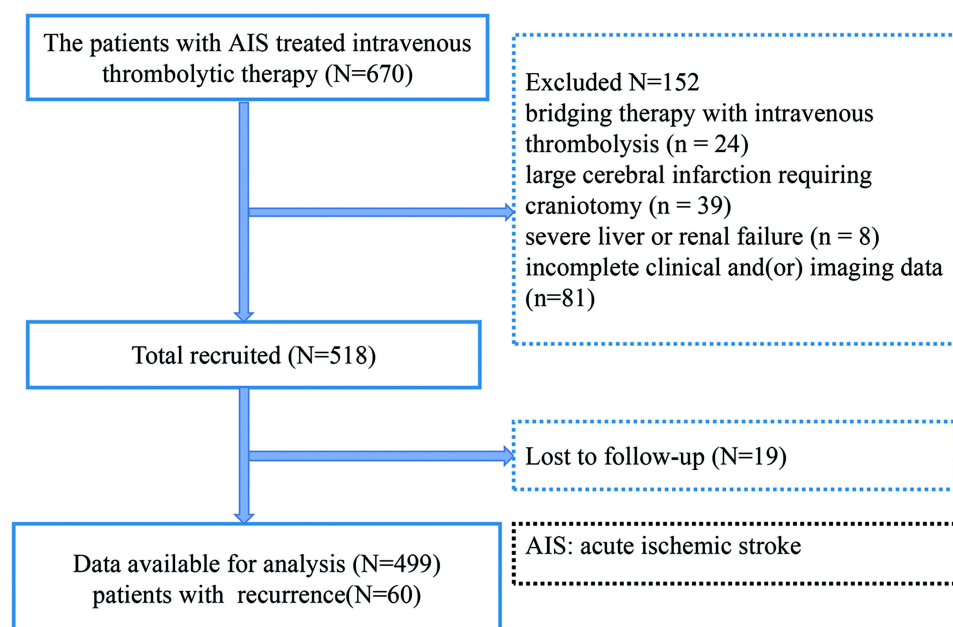 The patients with AIS treated intravenous
thrombolytic therapy (N=670)
Excluded N=152
bridging therapy with intravenous
thrombolysis (n = 24)
large cerebral infarction requiring
craniotomy (n = 39)
severe liver or renal failure (n = 8)
incomplete clinical and(or) imaging data
(n=81)
Total recruited (N=518)
Lost to follow-up (N=19)
Data available for analysis (N=499)
patients with  recurrence(N=60)
AIS: acute ischemic stroke